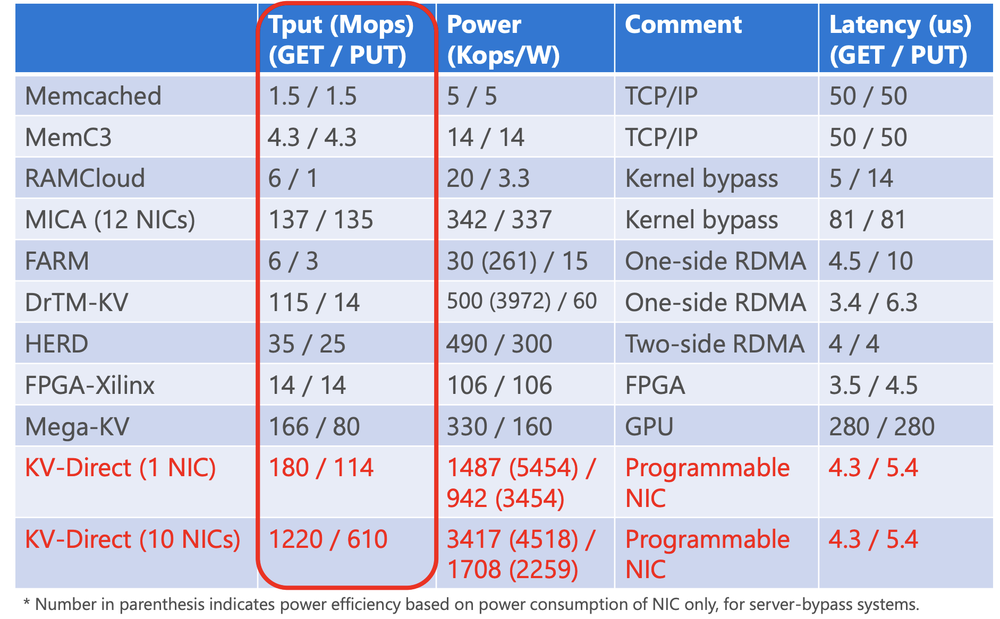 Tput (Mops) (GET / PUT) Power (Kops/W) Comment Latency (us) (GET / PUT)
Memcached 1.5 / 1.5 5 / 5 TCP/IP 50 / 50
MemC3 4.3 / 4.3 14 / 14 TCP/IP 50 / 50
RAMCloud 6 / 1 20 / 3.3 Kernel bypass 5 / 14
MICA (12 NICs) 137 / 135 342 / 337 Kernel bypass 81 / 81
FARM 6 / 3 30 (261) / 15 One-side RDMA 4.5 / 10
DrTM-KV 115 / 14 500 (3972) / 60 One-side RDMA 3.4 / 6.3
HERD 35 / 25 490 / 300 Two-side RDMA 4 / 4
FPGA-Xilinx 14 / 14 106 / 106 FPGA 3.5 / 4.5
Mega-KV 166 / 80 330 / 160 GPU 280 / 280
KV-Direct (1 NIC) 180 / 114 1487 (5454) / 942 (3454) Programmable NIC 4.3 / 5.4
KV-Direct (10 NICs) 1220 / 610 3417 (4518) / 1708 (2259) Programmable NIC 4.3 / 5.4
* Number in parenthesis indicates power efficiency based on power consumption of NIC only, for server-bypass systems.